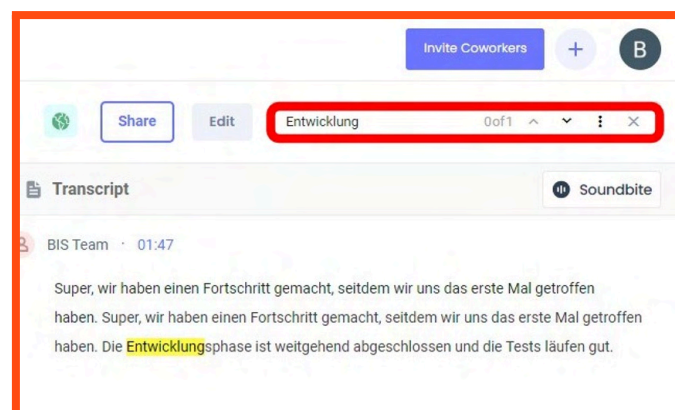 Invite Coworkers + B
Share Edit Entwicklung 0of1
Transcript Soundbite
BIS Team · 01:47
Super, wir haben einen Fortschritt gemacht, seitdem wir uns das erste Mal getroffen
haben. Super, wir haben einen Fortschritt gemacht, seitdem wir uns das erste Mal getroffen
haben. Die Entwicklungsphase ist weitgehend abgeschlossen und die Tests läufen gut.